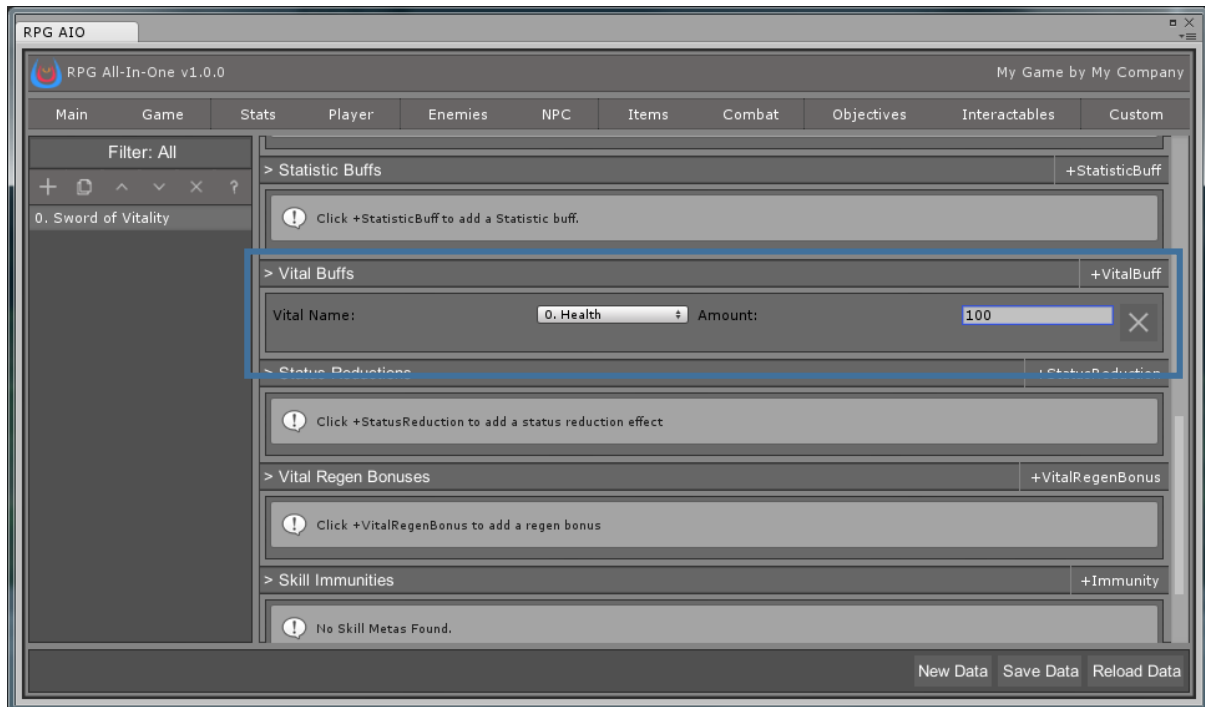 RPG AIO
RPG All-In-One v1.0.0
My Game by My Company
Main Game Stats Player Enemies NPC Items Combat Objectives Interactables Custom
Filter: All
?
0. Sword of Vitality
> Statistic Buffs
+StatisticBuff
Click +StatisticBuff to add a Statistic buff.
> Vital Buffs
+VitalBuff
Vital Name: 0. Health Amount: 100
> Status Reductions
+StatusReduction
Click +StatusReduction to add a status reduction effect
> Vital Regen Bonuses
+VitalRegenBonus
Click +VitalRegenBonus to add a regen bonus
> Skill Immunities
+Immunity
No Skill Metas Found.
New Data Save Data Reload Data